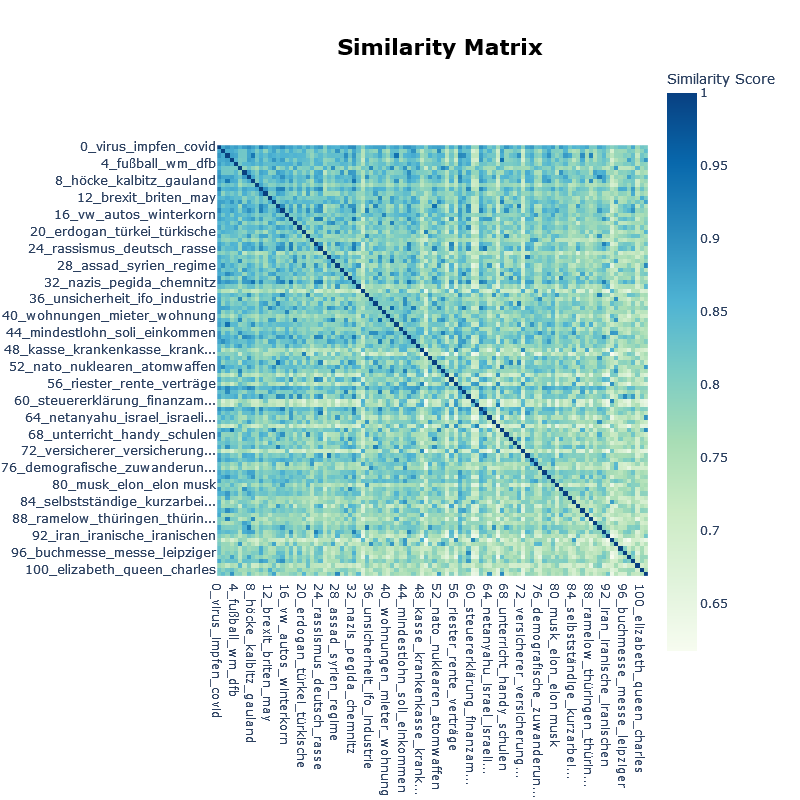 Similarity Matrix
Similarity Score
1
0.95
0.9
0.85
0.8
0.75
0.7
0.65
0_virus_impfen_covid
4_fußball_wm_dfb
8_höcke_kalbitz_gauland
12_brexit_briten_may
16_vw_autos_winterkorn
20_erdogan_türkei_türkische
24_rassismus_deutsch_rasse
28_assad_syrien_regime
32_nazis_pegida_chemnitz
36_unsicherheit_ifo_industrie
40_wohnungen_mieter_wohnung
44_mindestlohn_soli_einkommen
48_kasse_krankenkasse_krank...
52_nato_nuklearen_atomwaffen
56_riester_rente_verträge
60_steuererklärung_finanzam...
64_netanyahu_israel_israeli...
68_unterricht_handy_schulen
72_versicherer_versicherung...
76_demografische_zuwanderun...
80_musk_elon_elon musk
84_selbstständige_kurzarbei...
88_ramelow_thüringen_thürin...
92_iran_iranische_iranischen
96_buchmesse_messe_leipziger
100_elizabeth_queen_charles
0_virus_impfen_covid
4_fußball_wm_dfb
8_höcke_kalbitz_gauland
12_brexit_briten_may
16_vw_autos_winterkorn
20_erdogan_türkei_türkische
24_rassismus_deutsch_rasse
28_assad_syrien_regime
32_nazis_pegida_chemnitz
36_unsicherheit_ifo_industrie
40_wohnungen_mieter_wohnung
44_mindestlohn_soli_einkommen
48_kasse_krankenkasse_krank...
52_nato_nuklearen_atomwaffen
56_riester_rente_verträge
60_steuererklärung_finanzam...
64_netanyahu_israel_israeli...
68_unterricht_handy_schulen
72_versicherer_versicherung...
76_demografische_zuwanderun...
80_musk_elon_elon musk
84_selbstständige_kurzarbei...
88_ramelow_thüringen_thürin...
92_iran_iranische_iranischen
96_buchmesse_messe_leipziger
100_elizabeth_queen_charles